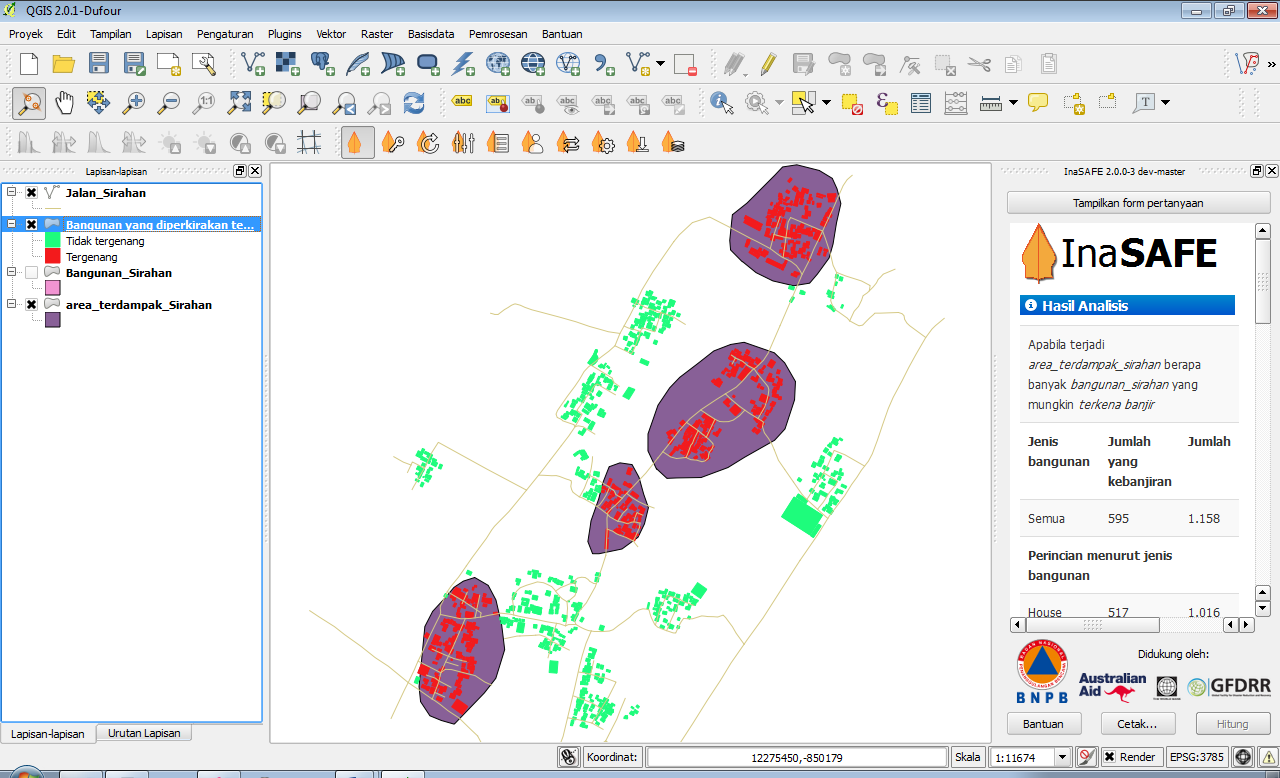 QGIS 2.0.1-Dufour
Proyek Edit Tampilan Lapisan Pengaturan Plugins Vektor Raster Basisdata Pemrosesan Bantuan
Lapisan-lapisan
Jalan_Sirahan
Bangunan yang diperkirakan te...
Tidak tergenang
Tergenang
Bangunan_Sirahan
area_terdampak_Sirahan
Lapisan-lapisan Urutan Lapisan
InaSAFE 2.0.0-3 dev-master
Tampilkan form pertanyaan
InaSAFE
Hasil Analisis
Apabila terjadi
area_terdampak_sirahan berapa
banyak bangunan_sirahan yang
mungkin terkena banjir
Jenis bangunan Jumlah yang kebanjiran Jumlah
Semua 595 1.158
Perincian menurut jenis
bangunan
House 517 1.016
Didukung oleh:
BNPB
Australian
Aid
GFDRR
Bantuan Cetak... Hitung
Koordinat: 12275450,-850179 Skala 1:11674 Render EPSG:3785